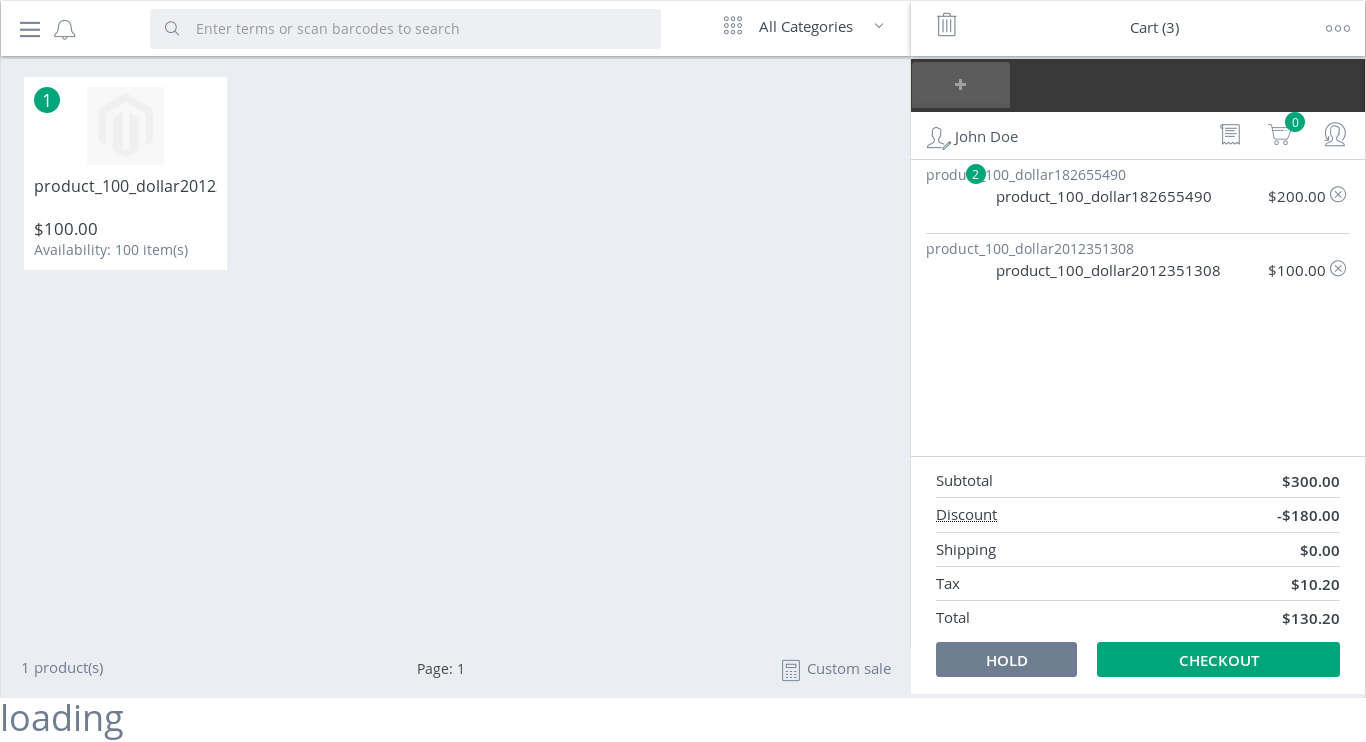 Enter terms or scan barcodes to search
All Categories
Cart (3)
1
product_100_dollar2012
$100.00
Availability: 100 item(s)
+
John Doe
0
2
product_100_dollar182655490
product_100_dollar182655490 $200.00
product_100_dollar2012351308
product_100_dollar2012351308 $100.00
Subtotal $300.00
Discount -$180.00
Shipping $0.00
Tax $10.20
Total $130.20
HOLD CHECKOUT
1 product(s) Page: 1 Custom sale
loading